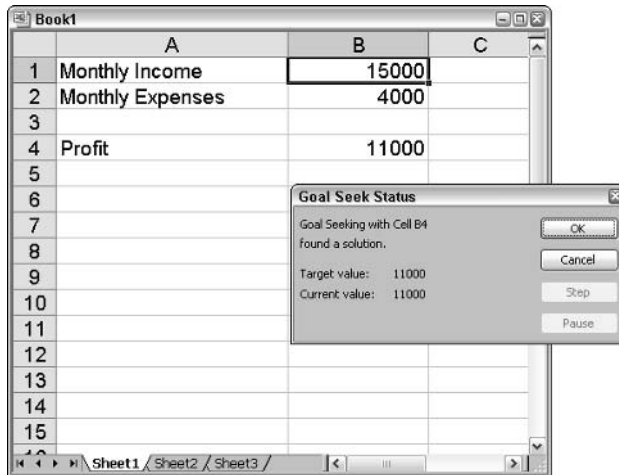 Book1
A B C
1 Monthly Income 15000
2 Monthly Expenses 4000
3
4 Profit 11000
5
6
7
8
9
10
11
12
13
14
15
Goal Seek Status
Goal Seeking with Cell B4
found a solution.
Target value: 11000
Current value: 11000
OK
Cancel
Step
Pause
Sheet1 / Sheet2 / Sheet3 /